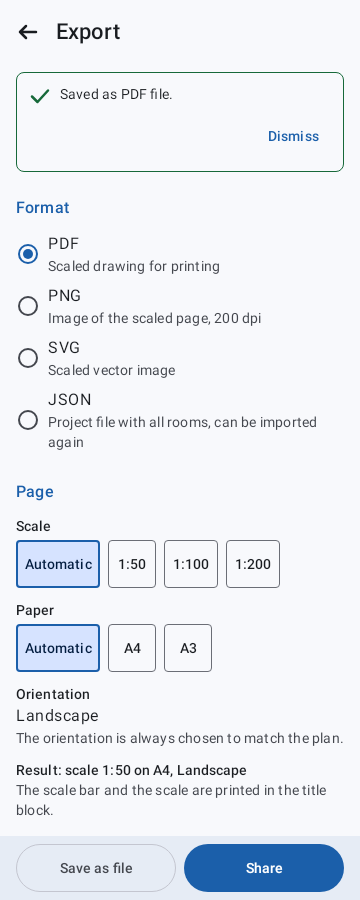 Export
Saved as PDF file.
Dismiss
Format
PDF
Scaled drawing for printing
PNG
Image of the scaled page, 200 dpi
SVG
Scaled vector image
JSON
Project file with all rooms, can be imported
again
Page
Scale
Automatic 1:50 1:100 1:200
Paper
Automatic A4 A3
Orientation
Landscape
The orientation is always chosen to match the plan.
Result: scale 1:50 on A4, Landscape
The scale bar and the scale are printed in the title
block.
Save as file Share